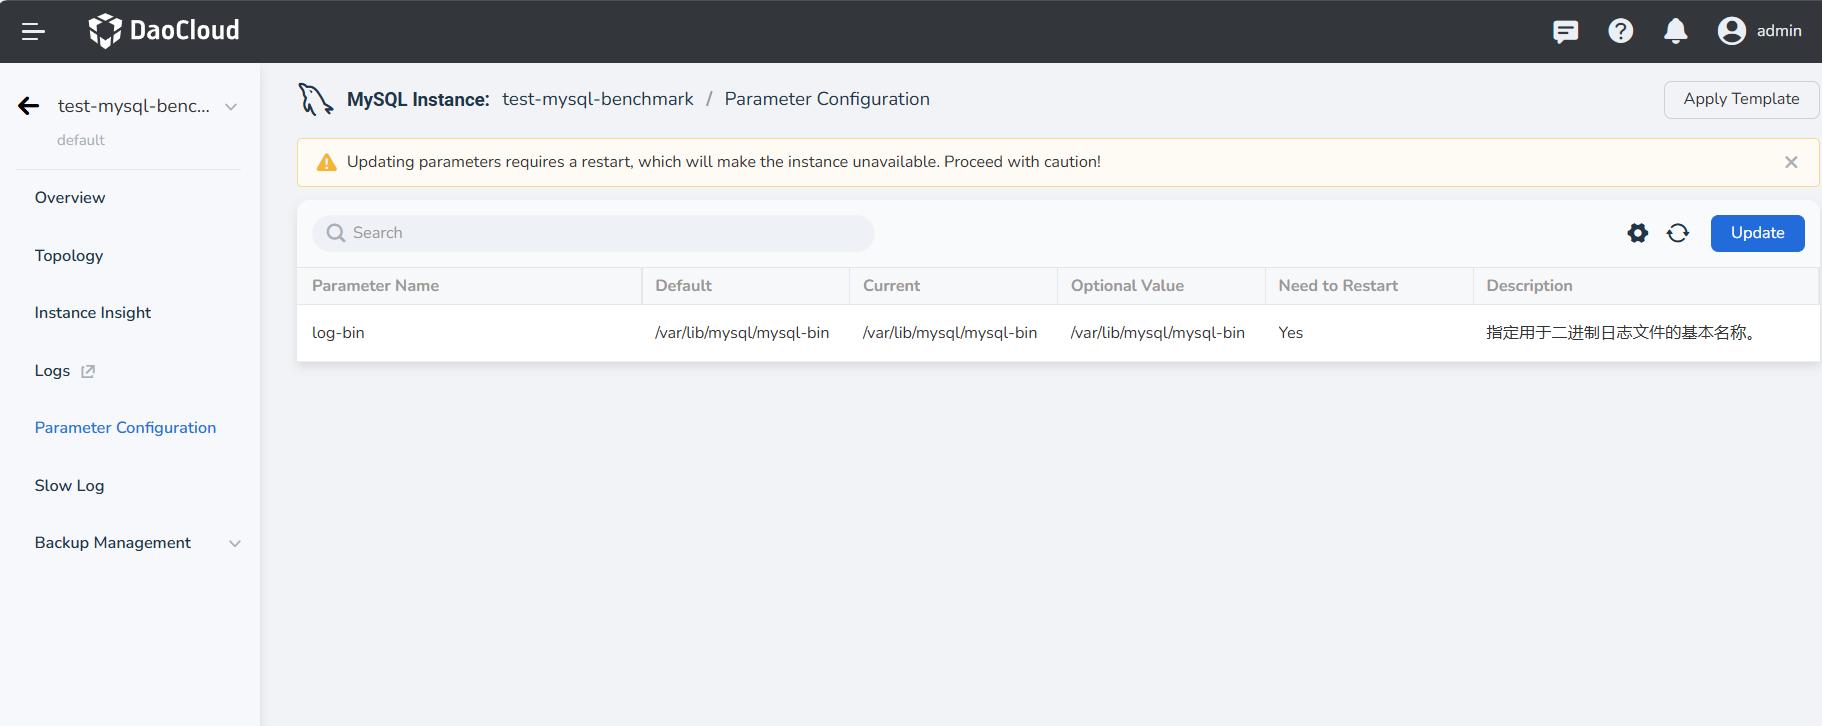 DaoCloud
admin
test-mysql-benc...
default
Overview
Topology
Instance Insight
Logs
Parameter Configuration
Slow Log
Backup Management
MySQL Instance: test-mysql-benchmark / Parameter Configuration
Apply Template
Updating parameters requires a restart, which will make the instance unavailable. Proceed with caution!
Search
Update
Parameter Name Default Current Optional Value Need to Restart Description
log-bin /var/lib/mysql/mysql-bin /var/lib/mysql/mysql-bin /var/lib/mysql/mysql-bin Yes 指定用于二进制日志文件的基本名称。